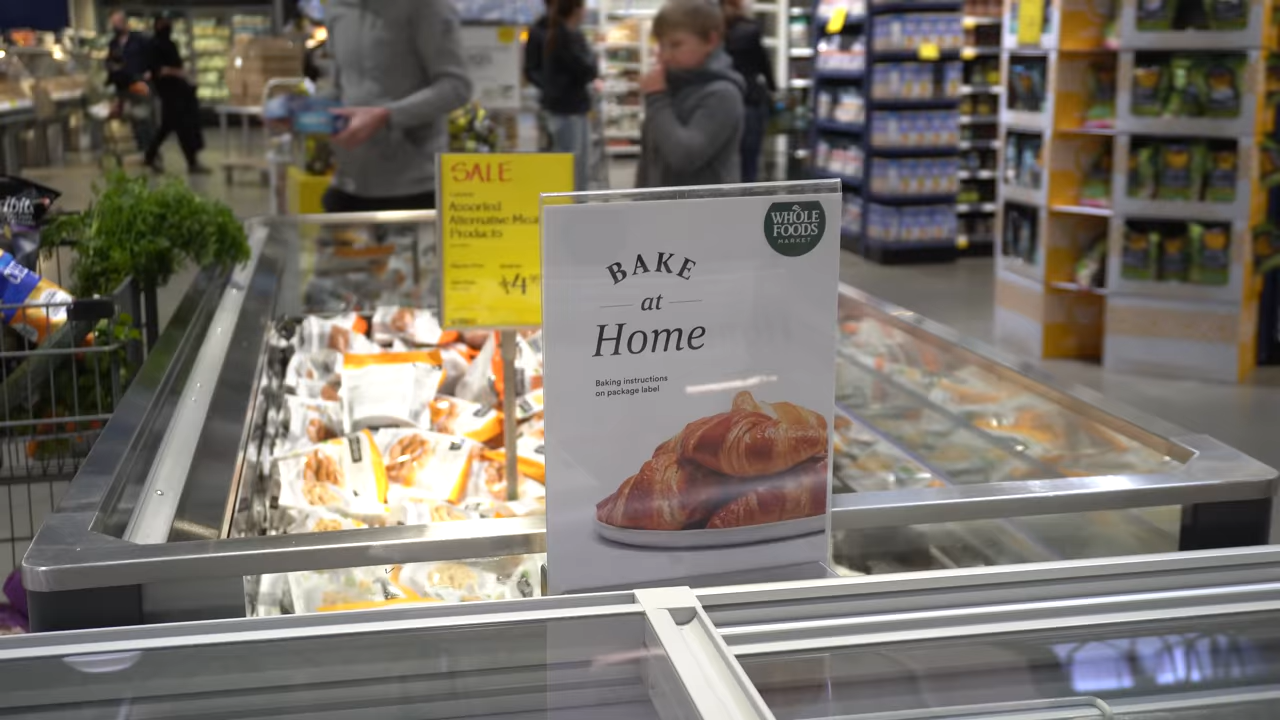 SALE
Assorted
Alternative Meat
Products
$4
WHOLE
FOODS
MARKET
BAKE
at
Home
Baking instructions
on package label